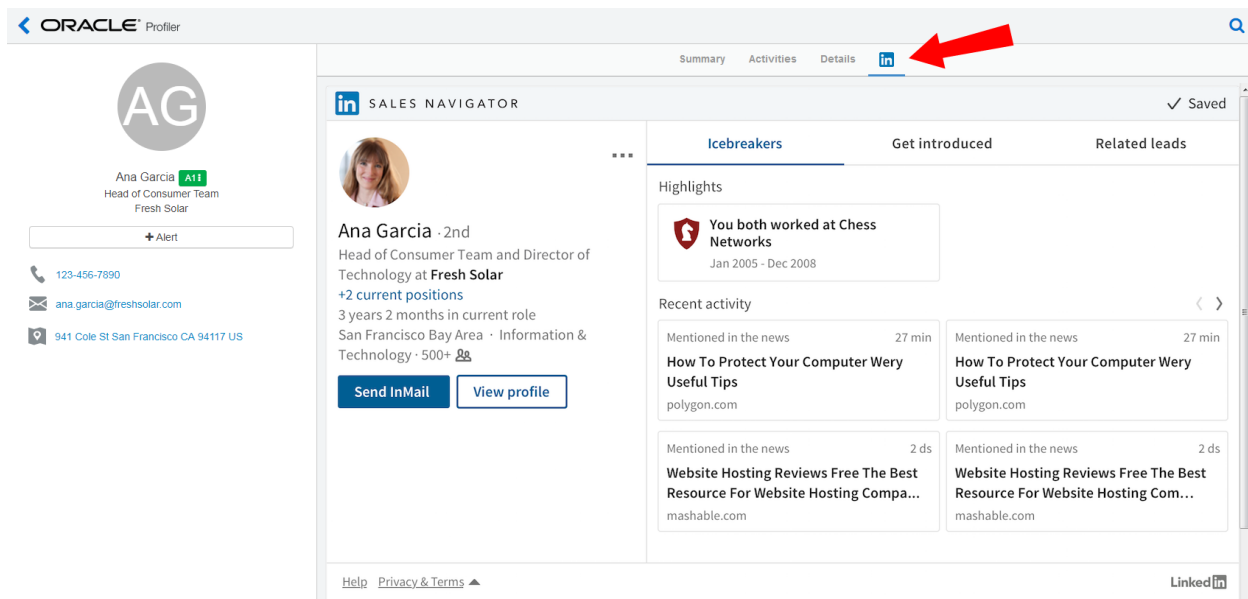 ORACLE® Profiler
Summary Activities Details in
AG
Ana Garcia A1
Head of Consumer Team
Fresh Solar
+ Alert
123-456-7890
ana.garcia@freshsolar.com
941 Cole St San Francisco CA 94117 US
in SALES NAVIGATOR
Saved
Ana Garcia · 2nd
Head of Consumer Team and Director of
Technology at Fresh Solar
+2 current positions
3 years 2 months in current role
San Francisco Bay Area · Information &
Technology · 500+
Send InMail View profile
Icebreakers Get introduced Related leads
Highlights
You both worked at Chess
Networks
Jan 2005 - Dec 2008
Recent activity
Mentioned in the news 27 min
How To Protect Your Computer Wery
Useful Tips
polygon.com
Mentioned in the news 27 min
How To Protect Your Computer Wery
Useful Tips
polygon.com
Mentioned in the news 2 ds
Website Hosting Reviews Free The Best
Resource For Website Hosting Compa...
mashable.com
Mentioned in the news 2 ds
Website Hosting Reviews Free The Best
Resource For Website Hosting Com...
mashable.com
Help Privacy & Terms
Linked in